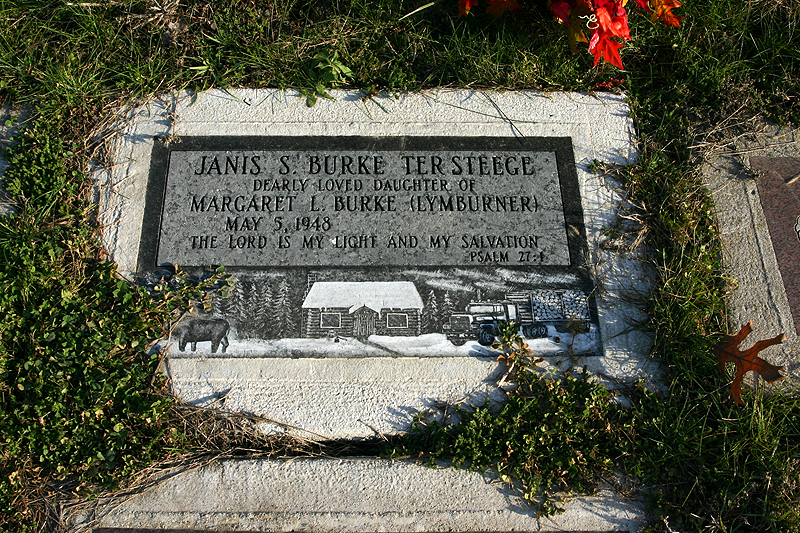 JANIS S. BURKE TER STEEGE
DEARLY LOVED DAUGHTER OF
MARGARET L. BURKE (LYMBURNER)
MAY 5, 1948
THE LORD IS MY LIGHT AND MY SALVATION
PSALM 27:1